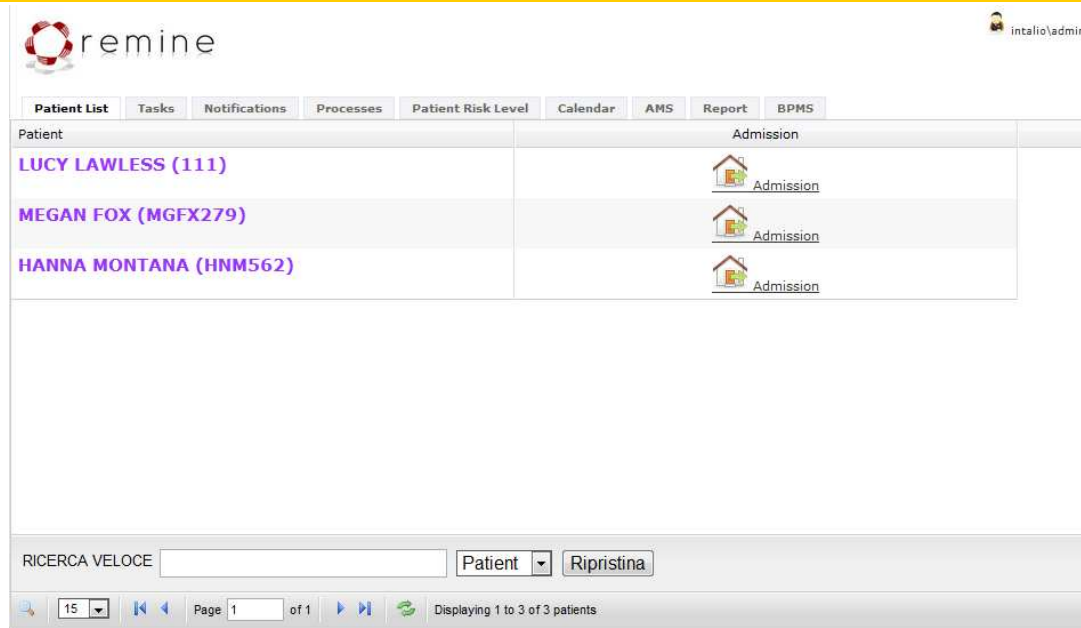 remine
intalio\admin
Patient List Tasks Notifications Processes Patient Risk Level Calendar AMS Report BPMS
Patient Admission
LUCY LAWLESS (111) Admission
MEGAN FOX (MGFX279) Admission
HANNA MONTANA (HNM562) Admission
RICERCA VELOCE Patient Ripristina
15 Page 1 of 1 Displaying 1 to 3 of 3 patients